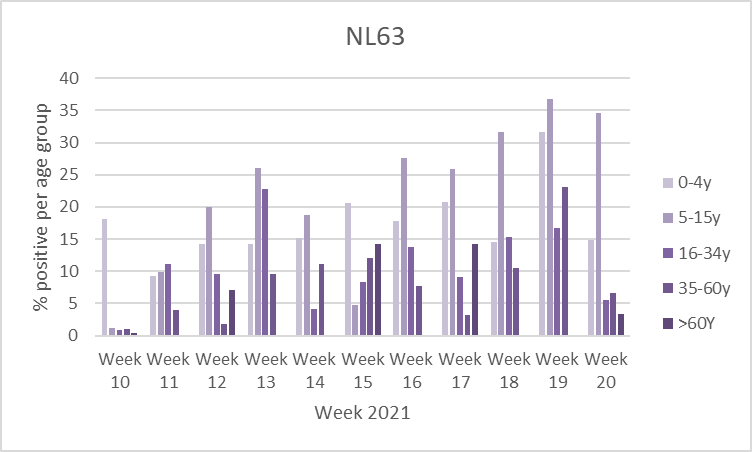 NL63
% positive per age group
40
35
30
25
20
15
10
5
0
Week 10
Week 11
Week 12
Week 13
Week 14
Week 15
Week 16
Week 17
Week 18
Week 19
Week 20
Week 2021
0-4y
5-15y
16-34y
35-60y
>60Y